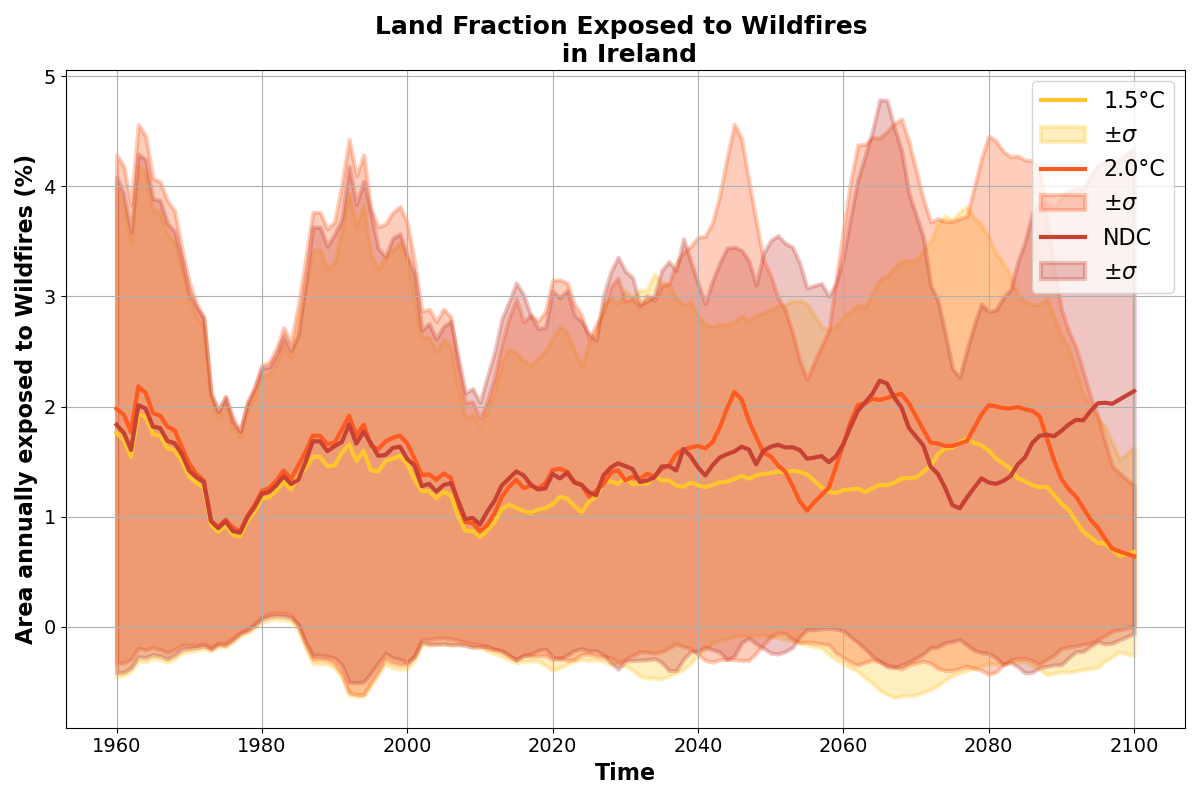 Land Fraction Exposed to Wildfires
in Ireland
Area annually exposed to Wildfires (%)
5
4
3
2
1
0
1.5°C
±σ
2.0°C
±σ
NDC
±σ
1960
1980
2000
2020
2040
2060
2080
2100
Time